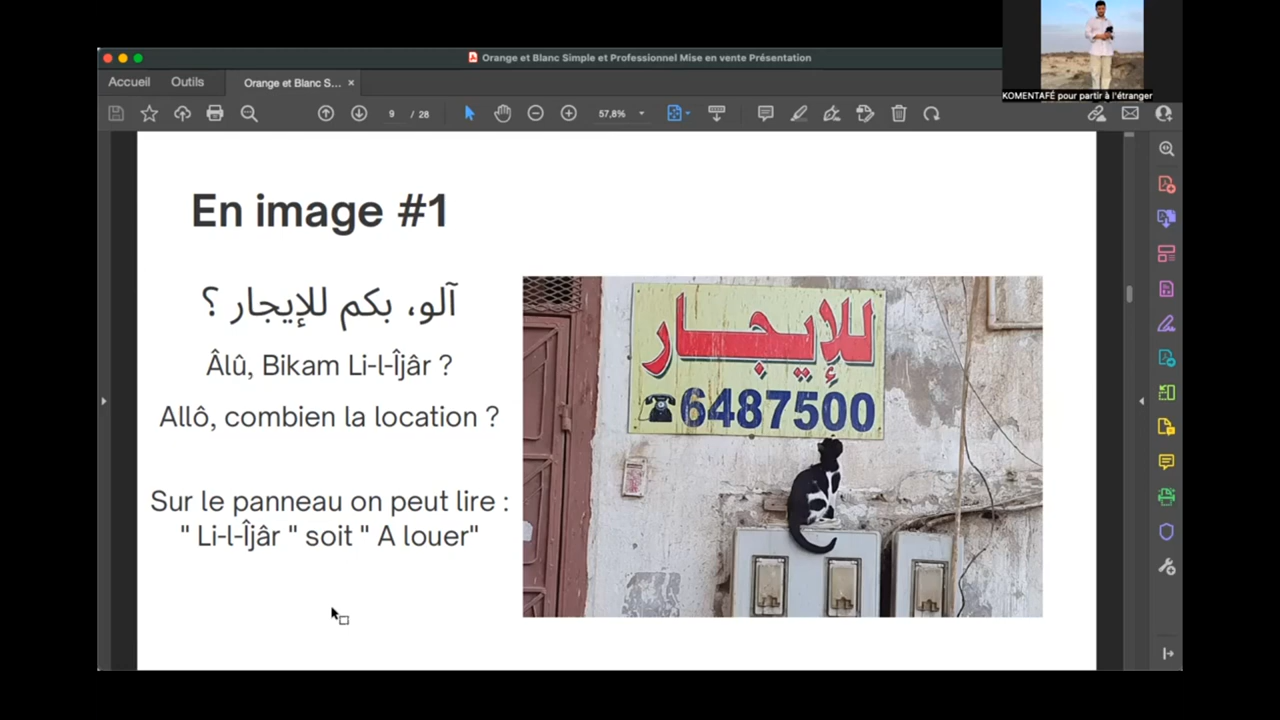 Orange et Blanc Simple et Professionnel Mise en vente Présentation
KOMENTAFÉ pour partir à l'étranger
Accueil Outils Orange et Blanc S... ×
9 / 28 57,8%
En image #1
آلو، بكم للإيجار ؟
Âlû, Bikam Li-l-Îjâr ?
Allô, combien la location ?
Sur le panneau on peut lire :
" Li-l-Îjâr " soit " A louer"
للإيجار
6487500